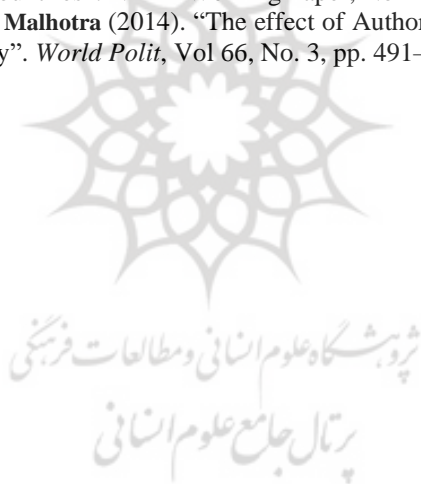 Malhotra (2014). “The effect of Author
y”. World Polit, Vol 66, No. 3, pp. 491–
پژوهشگاه علوم انسانی و مطالعات فرهنگی
پرتال جامع علوم انسانی